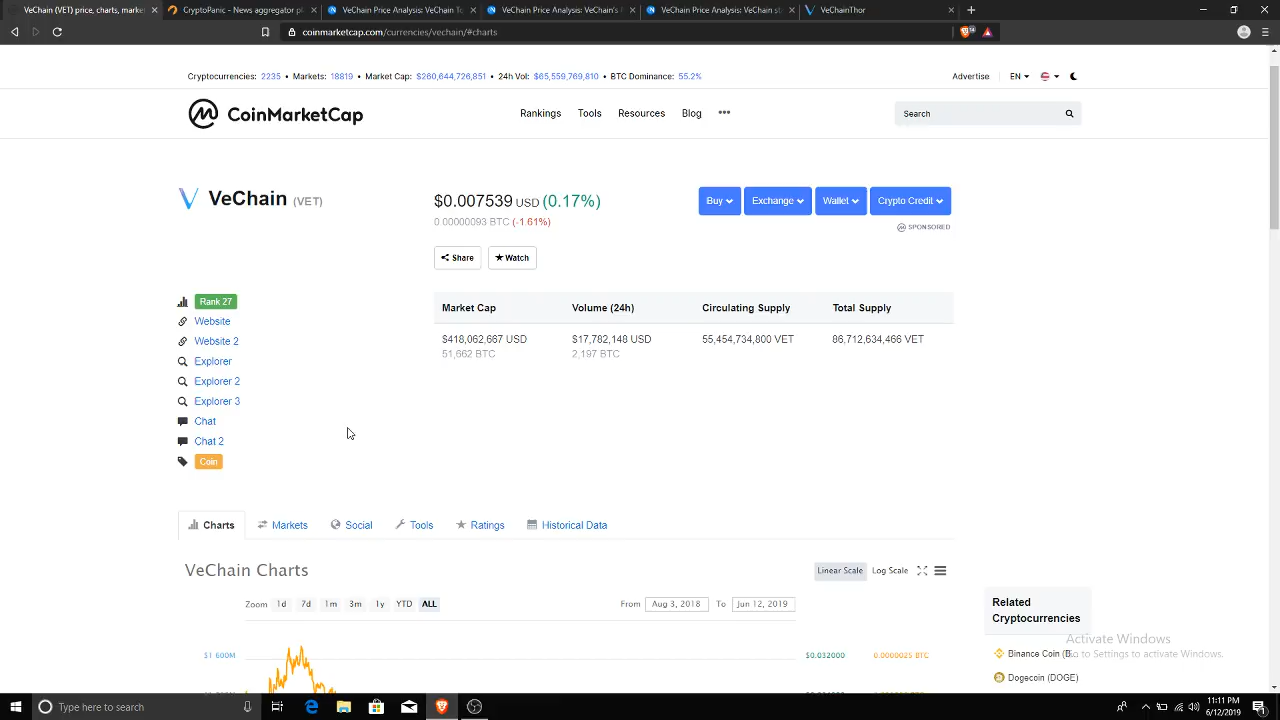 VeChain (VET) price, charts, market
CryptoPanic - News aggregator pl
VeChain Price Analysis: VeChain To
VeChain Price Analysis: VeChain's
VeChain Price Analysis: VeChain st
VeChainThor
coinmarketcap.com/currencies/vechain/#charts
Cryptocurrencies: 2235 • Markets: 18819 • Market Cap: $260,644,726,851 • 24h Vol: $65,559,769,810 • BTC Dominance: 55.2%
Advertise EN
CoinMarketCap
Rankings Tools Resources Blog •••
Search
VeChain (VET)
$0.007539 USD (0.17%)
0.00000093 BTC (-1.61%)
Buy Exchange Wallet Crypto Credit
SPONSORED
Share Watch
Rank 27
Website
Website 2
Explorer
Explorer 2
Explorer 3
Chat
Chat 2
Coin
Market Cap Volume (24h) Circulating Supply Total Supply
$418,062,667 USD $17,782,148 USD 55,454,734,800 VET 86,712,634,466 VET
51,662 BTC 2,197 BTC
Charts Markets Social Tools Ratings Historical Data
VeChain Charts
Linear Scale Log Scale
Zoom 1d 7d 1m 3m 1y YTD ALL
From Aug 3, 2018 To Jun 12, 2019
$1 600M
$0.032000 0.0000025 BTC
Related
Cryptocurrencies
Binance Coin (B
Dogecoin (DOGE)
Activate Windows
Go to Settings to activate Windows.
Type here to search
11:11 PM
6/12/2019